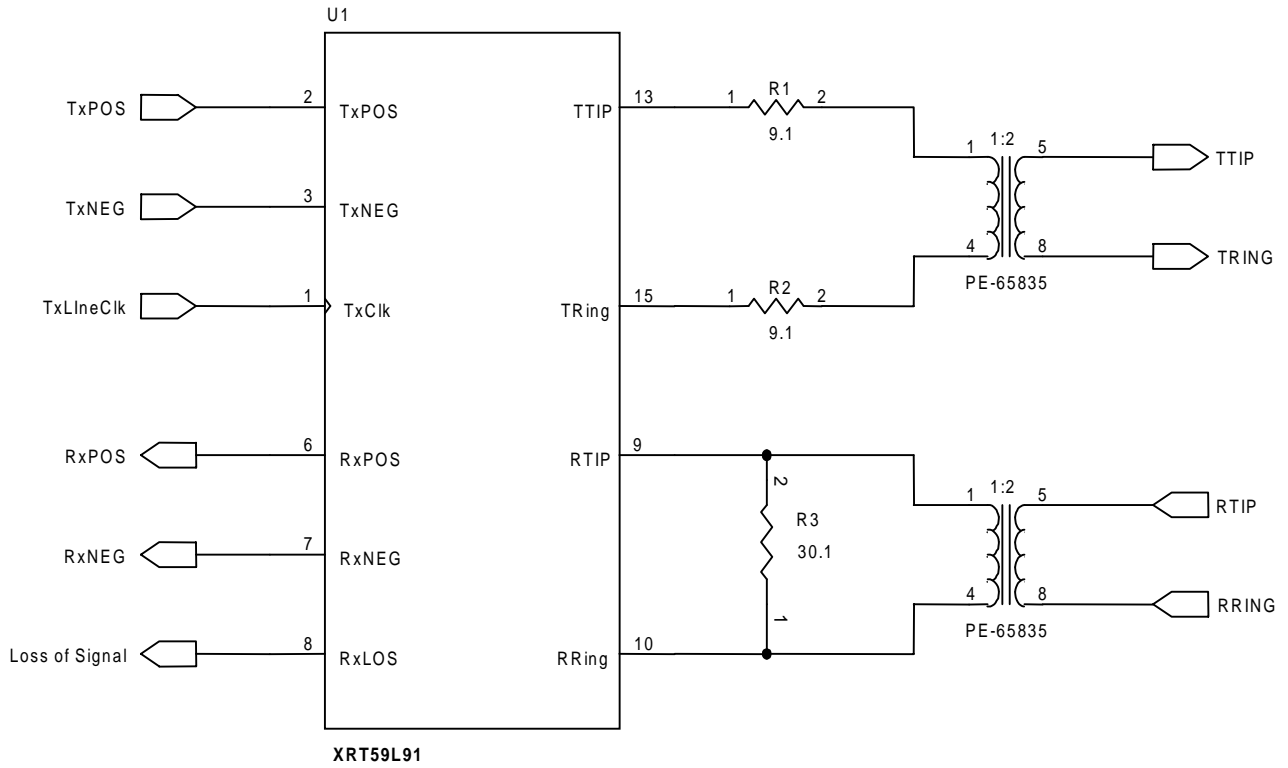 U1
TxPOS
2
TxPOS
TTIP
13
1
R1
2
9.1
1:2
1
5
TTIP
TxNEG
3
TxNEG
4
8
TRING
PE-65835
TxLIneClk
1
TxClk
TRing
15
1
R2
2
9.1
RxPOS
6
RxPOS
RTIP
9
2
R3
30.1
1
1:2
1
5
RTIP
RxNEG
7
RxNEG
4
8
RRING
PE-65835
Loss of Signal
8
RxLOS
RRing
10
XRT59L91